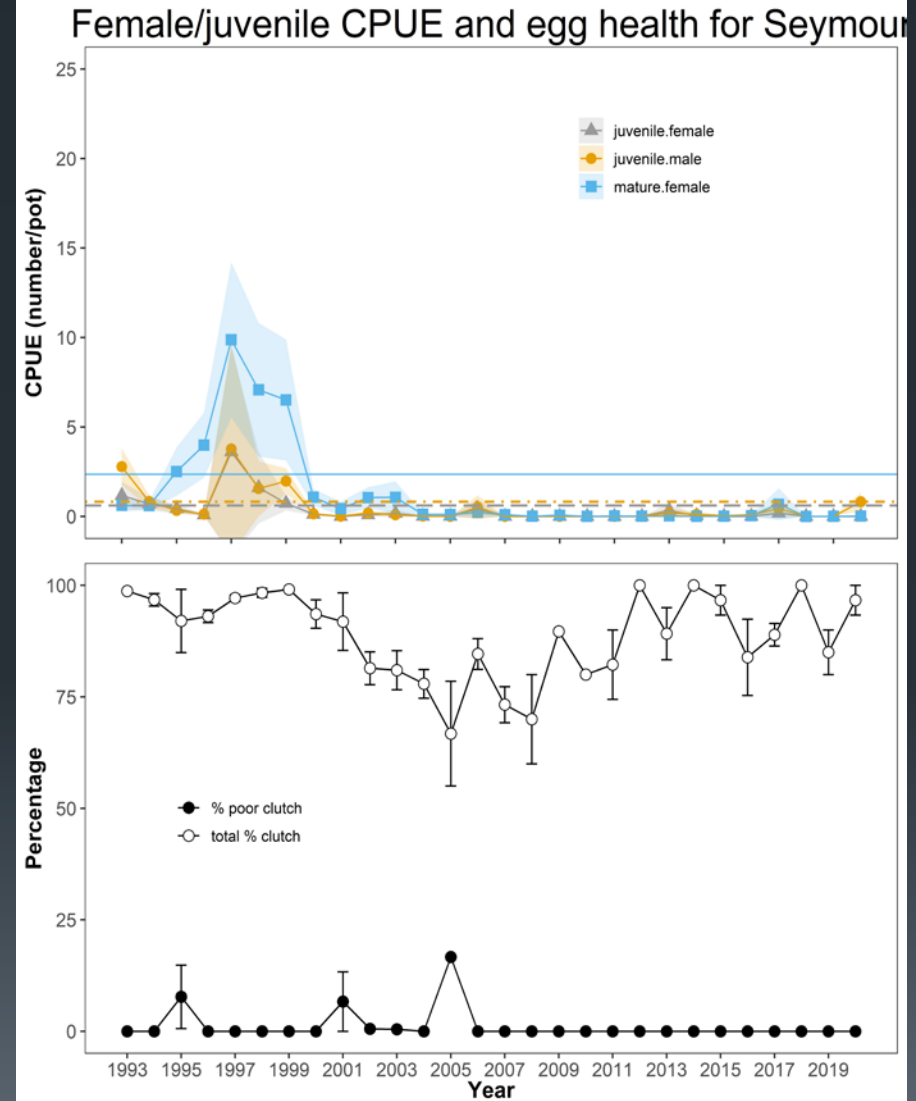 Female/juvenile CPUE and egg health for Seymour
25
20
15
10
5
0
CPUE (number/pot)
juvenile.female
juvenile.male
mature.female
100
75
50
25
0
Percentage
% poor clutch
total % clutch
1993 1995 1997 1999 2001 2003 2005 2007 2009 2011 2013 2015 2017 2019
Year